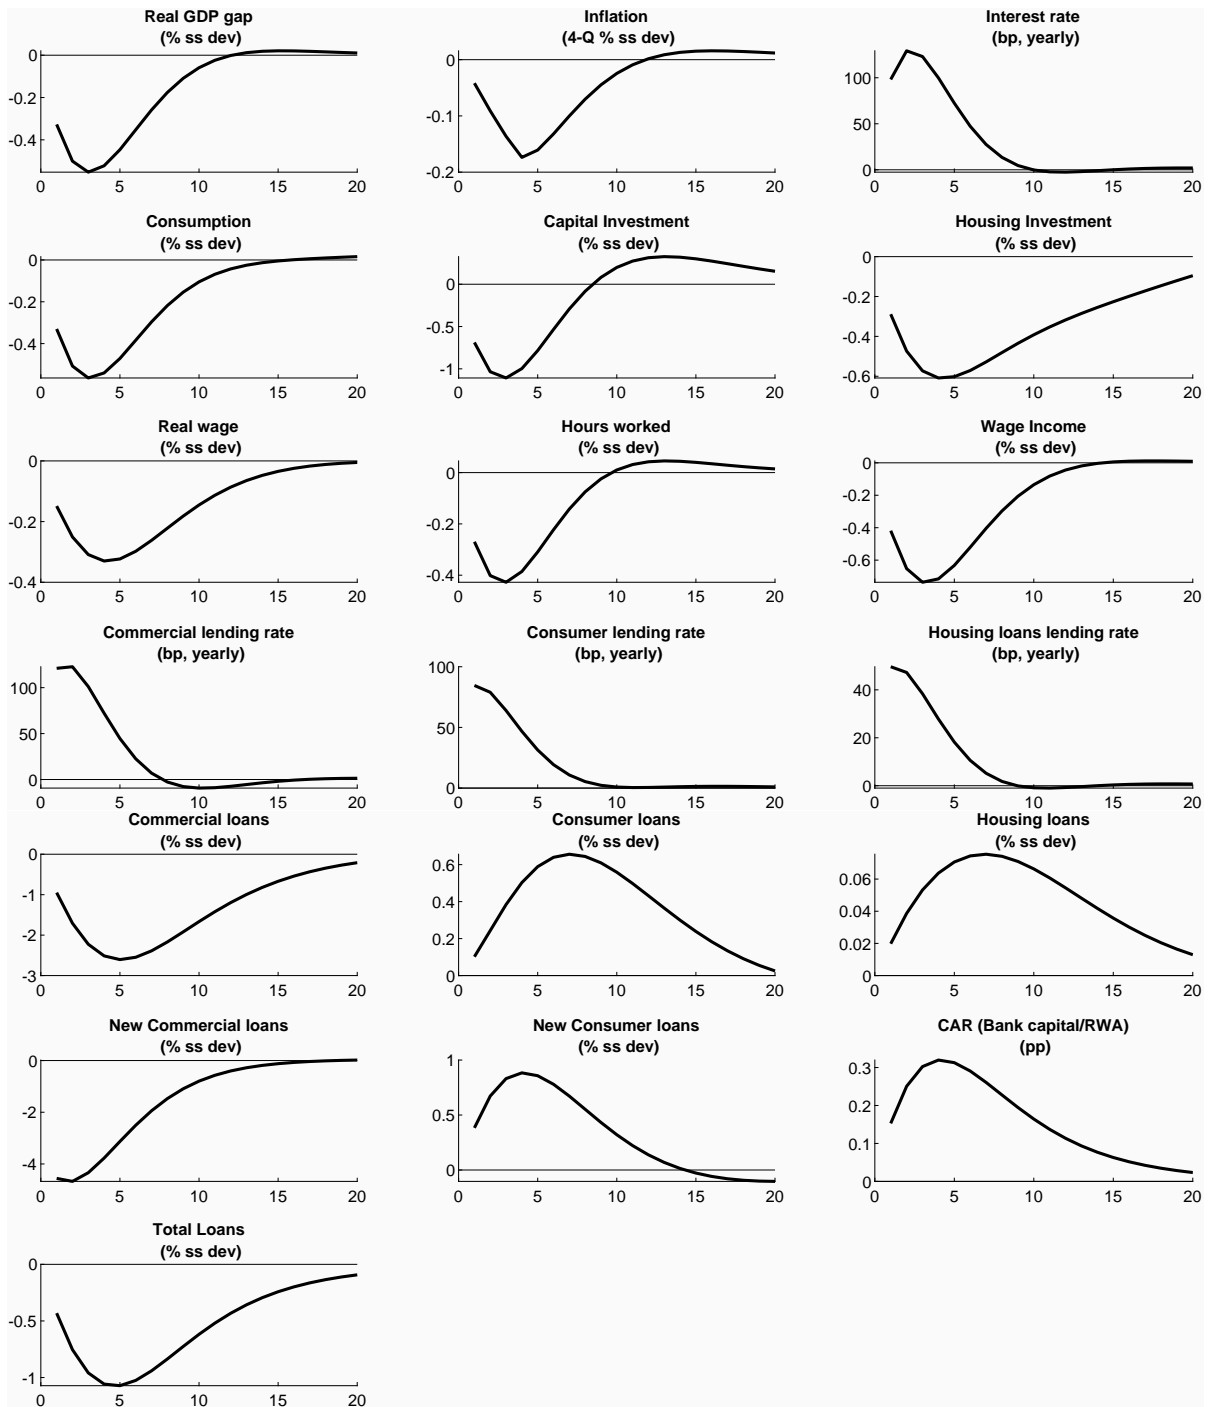 Real GDP gap
(% ss dev)
0
-0.2
-0.4
0 5 10 15 20
Inflation
(4-Q % ss dev)
0
-0.1
-0.2
0 5 10 15 20
Interest rate
(bp, yearly)
100
50
0
0 5 10 15 20
Consumption
(% ss dev)
0
-0.2
-0.4
0 5 10 15 20
Capital Investment
(% ss dev)
0
-0.5
-1
0 5 10 15 20
Housing Investment
(% ss dev)
0
-0.2
-0.4
-0.6
0 5 10 15 20
Real wage
(% ss dev)
0
-0.2
-0.4
0 5 10 15 20
Hours worked
(% ss dev)
0
-0.2
-0.4
0 5 10 15 20
Wage Income
(% ss dev)
0
-0.2
-0.4
-0.6
0 5 10 15 20
Commercial lending rate
(bp, yearly)
100
50
0
0 5 10 15 20
Consumer lending rate
(bp, yearly)
100
50
0
0 5 10 15 20
Housing loans lending rate
(bp, yearly)
40
20
0
0 5 10 15 20
Commercial loans
(% ss dev)
0
-1
-2
-3
0 5 10 15 20
Consumer loans
(% ss dev)
0.6
0.4
0.2
0
0 5 10 15 20
Housing loans
(% ss dev)
0.06
0.04
0.02
0
0 5 10 15 20
New Commercial loans
(% ss dev)
0
-2
-4
0 5 10 15 20
New Consumer loans
(% ss dev)
1
0.5
0
0 5 10 15 20
CAR (Bank capital/RWA)
(pp)
0.3
0.2
0.1
0
0 5 10 15 20
Total Loans
(% ss dev)
0
-0.5
-1
0 5 10 15 20